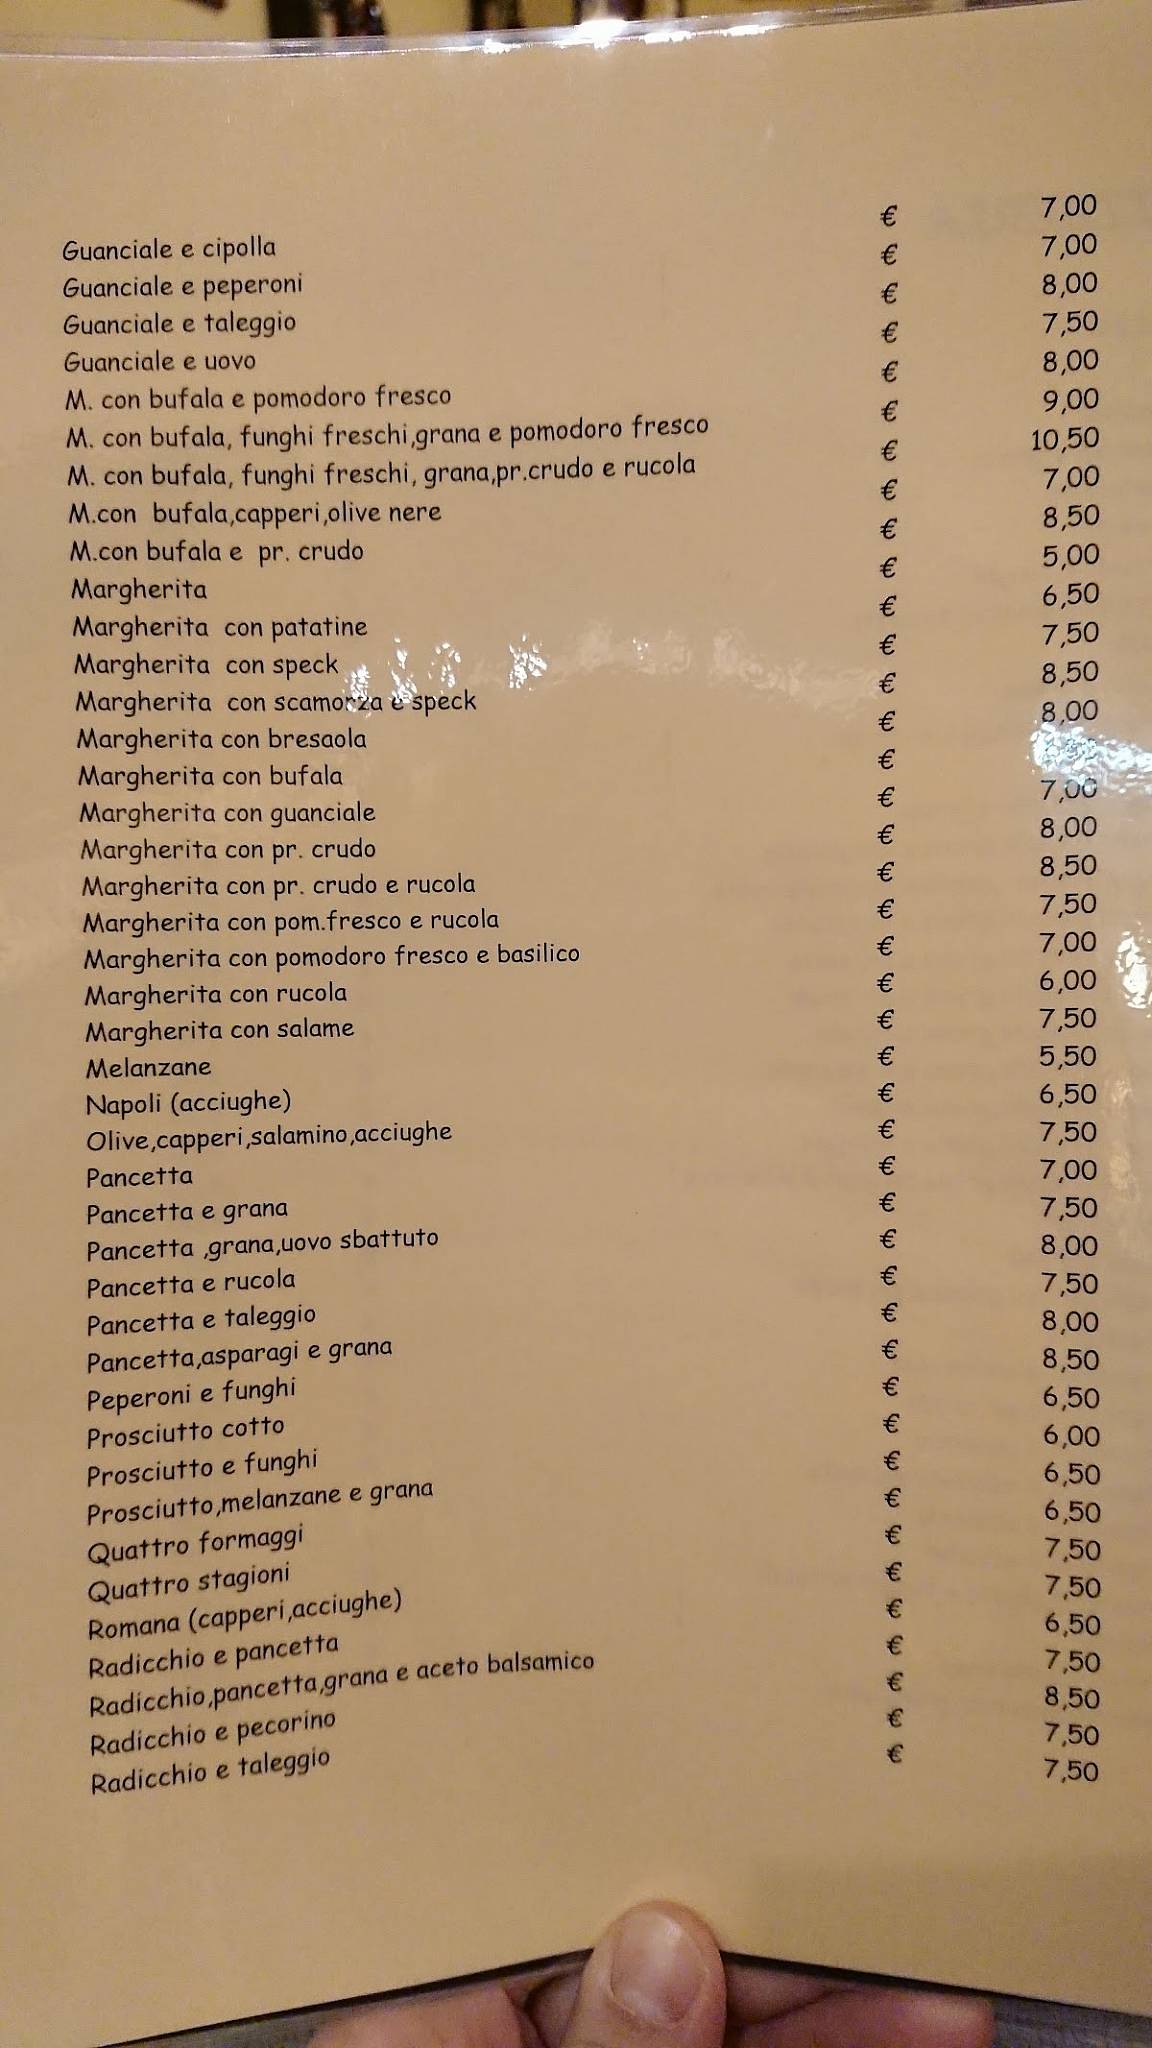 Guanciale e cipolla € 7,00
Guanciale e peperoni € 7,00
Guanciale e taleggio € 8,00
Guanciale e uovo € 7,50
M. con bufala e pomodoro fresco € 8,00
M. con bufala, funghi freschi,grana e pomodoro fresco € 9,00
M. con bufala, funghi freschi, grana,pr.crudo e rucola € 10,50
M.con bufala,capperi,olive nere € 7,00
M.con bufala e pr. crudo € 8,50
Margherita € 5,00
Margherita con patatine € 6,50
Margherita con speck € 7,50
Margherita con scamorza e speck € 8,50
Margherita con bresaola € 8,00
Margherita con bufala €
Margherita con guanciale € 7,00
Margherita con pr. crudo € 8,00
Margherita con pr. crudo e rucola € 8,50
Margherita con pom.fresco e rucola € 7,50
Margherita con pomodoro fresco e basilico € 7,00
Margherita con rucola € 6,00
Margherita con salame € 7,50
Melanzane € 5,50
Napoli (acciughe) € 6,50
Olive,capperi,salamino,acciughe € 7,50
Pancetta € 7,00
Pancetta e grana € 7,50
Pancetta ,grana,uovo sbattuto € 8,00
Pancetta e rucola € 7,50
Pancetta e taleggio € 8,00
Pancetta,asparagi e grana € 8,50
Peperoni e funghi € 6,50
Prosciutto cotto € 6,00
Prosciutto e funghi € 6,50
Prosciutto,melanzane e grana € 6,50
Quattro formaggi € 7,50
Quattro stagioni € 7,50
Romana (capperi,acciughe) € 6,50
Radicchio e pancetta € 7,50
Radicchio,pancetta,grana e aceto balsamico € 8,50
Radicchio e pecorino € 7,50
Radicchio e taleggio € 7,50